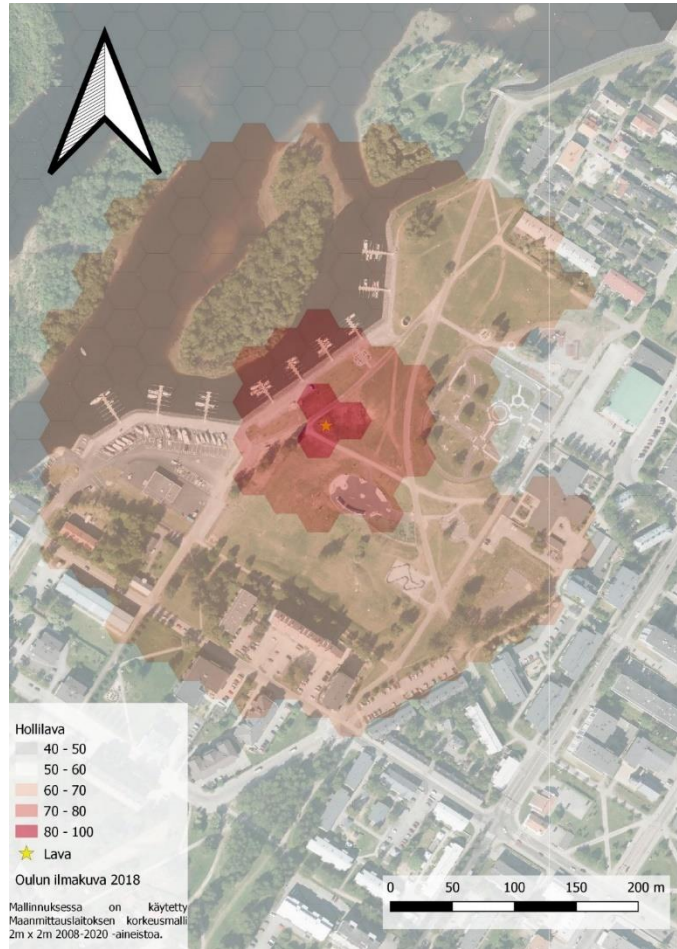 Hollilava
40 - 50
50 - 60
60 - 70
70 - 80
80 - 100
Lava
Oulun ilmakuva 2018
Mallinnuksessa on käytetty
Maanmittauslaitoksen korkeusmalli
2m x 2m 2008-2020 -aineistoa.
0 50 100 150 200 m